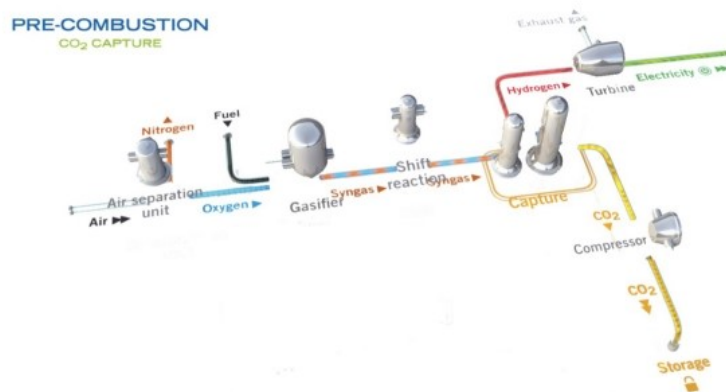 PRE-COMBUSTION
CO₂ CAPTURE
Exhaust gas
Turbine
Electricity
Hydrogen
Nitrogen
Fuel
Air separation
unit
Air
Oxygen
Gasifier
Syngas
Shift
reaction
Syngas
Capture
CO₂
Compressor
CO₂
Storage